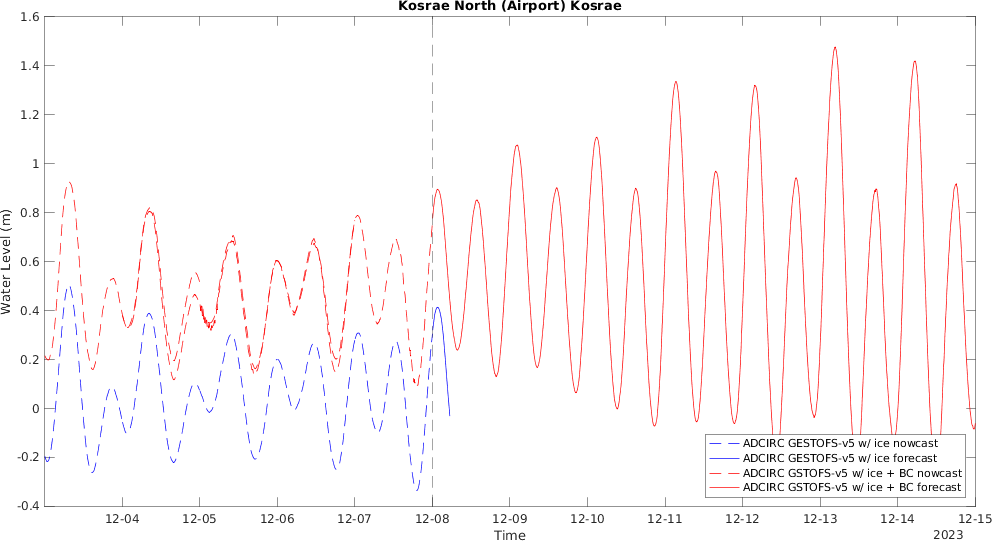 Kosrae North (Airport) Kosrae
1.6
1.4
1.2
1
0.8
0.6
0.4
0.2
0
-0.2
-0.4
Water Level (m)
ADCIRC GESTOFS-v5 w/ ice nowcast
ADCIRC GESTOFS-v5 w/ ice forecast
ADCIRC GSTOFS-v5 w/ ice + BC nowcast
ADCIRC GSTOFS-v5 w/ ice + BC forecast
12-04 12-05 12-06 12-07 12-08 12-09 12-10 12-11 12-12 12-13 12-14 12-15
Time
2023